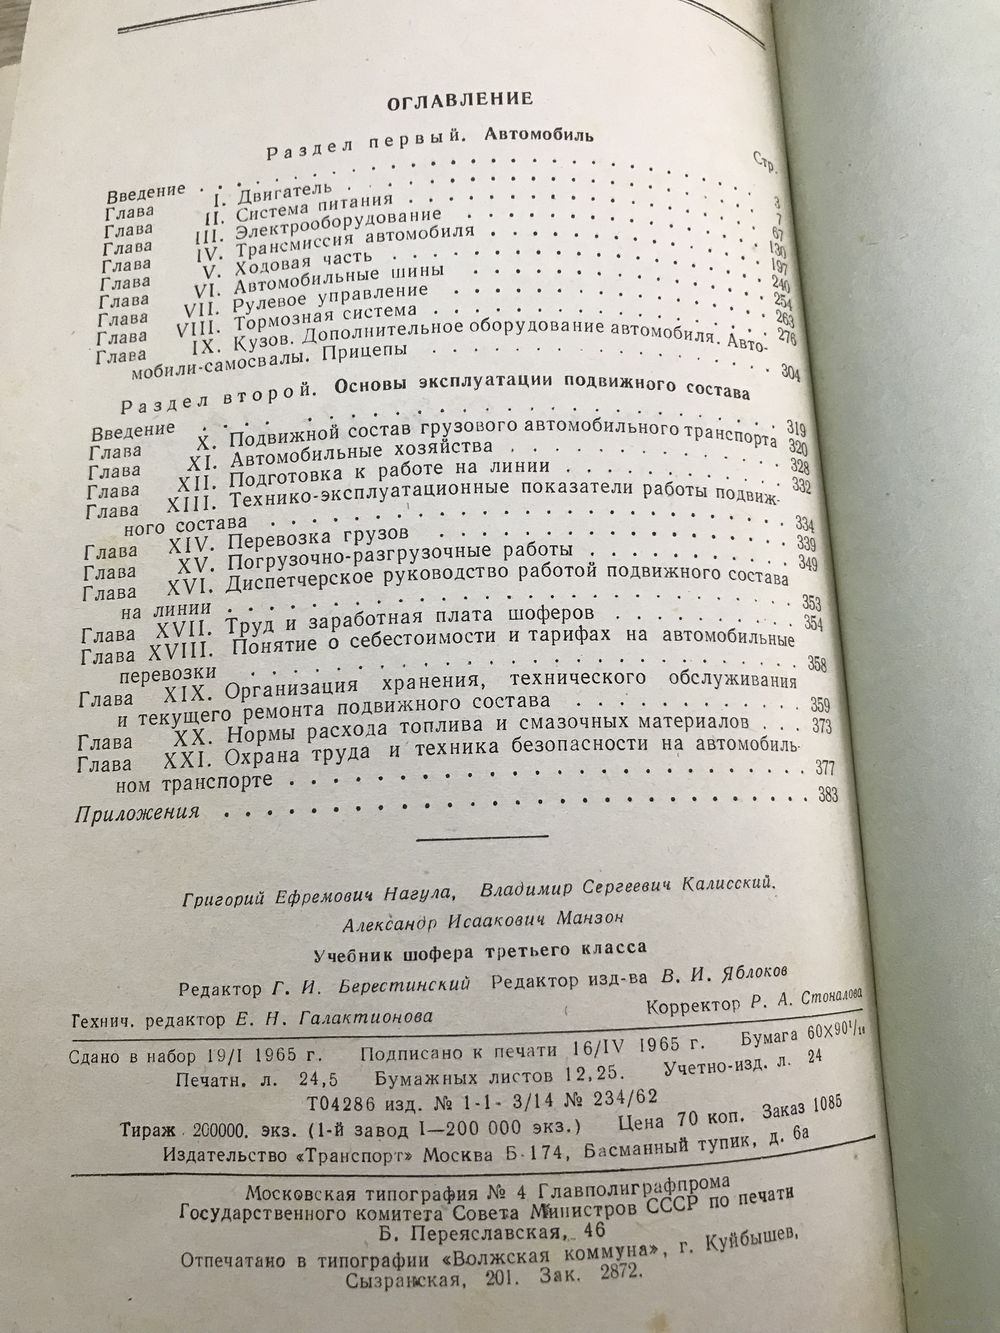 ОГЛАВЛЕНИЕ
Раздел первый. Автомобиль
Стр.
Введение . . . . . . . . . . . . . . . . . . . . 3
Глава I. Двигатель . . . . . . . . . . . . . . . . 7
Глава II. Система питания . . . . . . . . . . . . . 67
Глава III. Электрооборудование . . . . . . . . . . . 130
Глава IV. Трансмиссия автомобиля . . . . . . . . . . 197
Глава V. Ходовая часть . . . . . . . . . . . . . . 240
Глава VI. Автомобильные шины . . . . . . . . . . . . 254
Глава VII. Рулевое управление . . . . . . . . . . . . 263
Глава VIII. Тормозная система . . . . . . . . . . . . 276
Глава IX. Кузов. Дополнительное оборудование автомобиля. Авто-
мобили-самосвалы. Прицепы . . . . . . . . . . . . . 304
Раздел второй. Основы эксплуатации подвижного состава
Введение . . . . . . . . . . . . . . . . . . . . 319
Глава X. Подвижной состав грузового автомобильного транспорта 320
Глава XI. Автомобильные хозяйства . . . . . . . . . . 328
Глава XII. Подготовка к работе на линии . . . . . . . . 332
Глава XIII. Технико-эксплуатационные показатели работы подвиж-
ного состава . . . . . . . . . . . . . . . . . . . 334
Глава XIV. Перевозка грузов . . . . . . . . . . . . . 339
Глава XV. Погрузочно-разгрузочные работы . . . . . . . . 349
Глава XVI. Диспетчерское руководство работой подвижного состава
на линии . . . . . . . . . . . . . . . . . . . . 353
Глава XVII. Труд и заработная плата шоферов . . . . . . . 354
Глава XVIII. Понятие о себестоимости и тарифах на автомобильные
перевозки . . . . . . . . . . . . . . . . . . . . 358
Глава XIX. Организация хранения, технического обслуживания
и текущего ремонта подвижного состава . . . . . . . . . 359
Глава XX. Нормы расхода топлива и смазочных материалов . . . 373
Глава XXI. Охрана труда и техника безопасности на автомобиль-
ном транспорте . . . . . . . . . . . . . . . . . . 377
Приложения . . . . . . . . . . . . . . . . . . . . 383
Григорий Ефремович Нагула, Владимир Сергеевич Калисский.
Александр Исаакович Манзон
Учебник шофера третьего класса
Редактор Г. И. Берестинский Редактор изд-ва В. И. Яблоков
Технич. редактор Е. Н. Галактионова Корректор Р. А. Стоналова
Сдано в набор 19/I 1965 г. Подписано к печати 16/IV 1965 г. Бумага 60X90¹/₁₆
Печатн. л. 24,5 Бумажных листов 12,25. Учетно-изд. л. 24
Т04286 изд. № 1-1- 3/14 № 234/62
Тираж 200000. экз. (1-й завод 1—200 000 экз.) Цена 70 коп. Заказ 1085
Издательство «Транспорт» Москва Б-174, Басманный тупик, д. 6а
Московская типография № 4 Главполиграфпрома
Государственного комитета Совета Министров СССР по печати
Б. Переяславская, 46
Отпечатано в типографии «Волжская коммуна», г. Куйбышев,
Сызранская, 201. Зак. 2872.